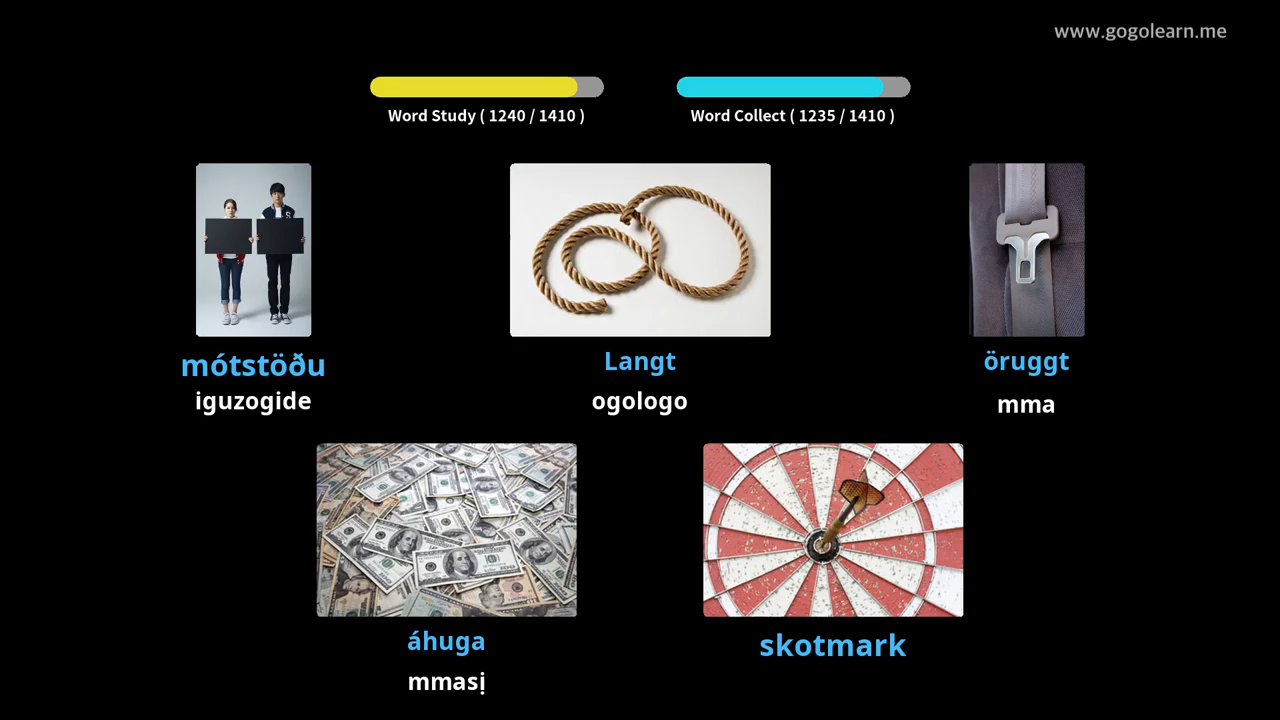 www.gogolearn.me
Word Study ( 1240 / 1410 )
Word Collect ( 1235 / 1410 )
mótstöðu
iguzogide
Langt
ogologo
öruggt
mma
áhuga
mmasị
skotmark